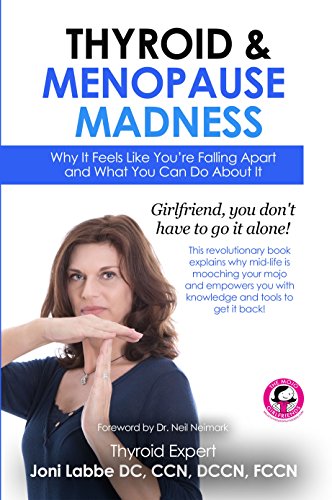 THYROID &
MENOPAUSE
MADNESS
Why It Feels Like You're Falling Apart
and What You Can Do About It
Girlfriend, you don't
have to go it alone!
This revolutionary book
explains why mid-life is
mooching your mojo
and empowers you with
knowledge and tools to
get it back!
THE MOJO
GIRLFRIENDS
Foreword by Dr. Neil Neimark
Thyroid Expert
Joni Labbe DC, CCN, DCCN, FCCN